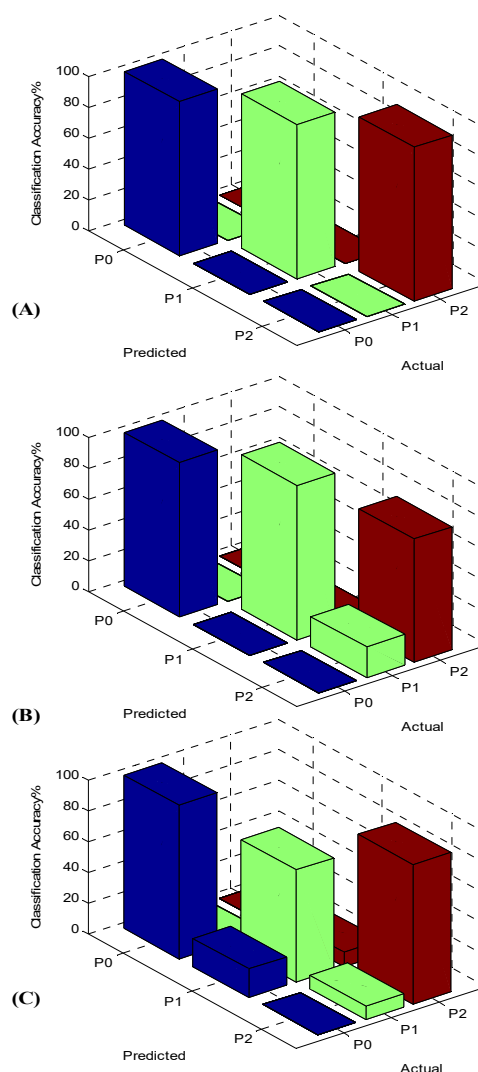 100
80
60
40
20
0
Classification Accuracy%
P0
P1
P2
Predicted
P0
P1
P2
Actual
(A)
100
80
60
40
20
0
Classification Accuracy%
P0
P1
P2
Predicted
P0
P1
P2
Actual
(B)
100
80
60
40
20
0
Classification Accuracy%
P0
P1
P2
Predicted
P0
P1
P2
Actual
(C)